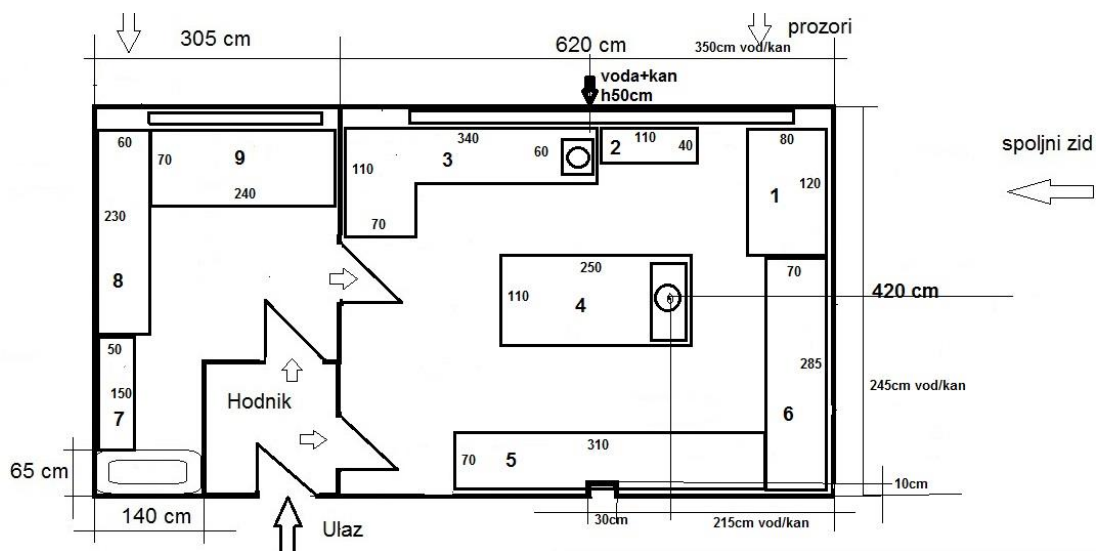 305 cm
620 cm
prozori
350cm vod/kan
voda+kan
h50cm
spoljni zid
60
70
9
240
230
8
50
150
7
65 cm
140 cm
340
3
60
110
70
110
2
40
80
120
1
250
110
4
70
285
6
420 cm
245cm vod/kan
310
70
5
10cm
30cm
215cm vod/kan
Hodnik
Ulaz